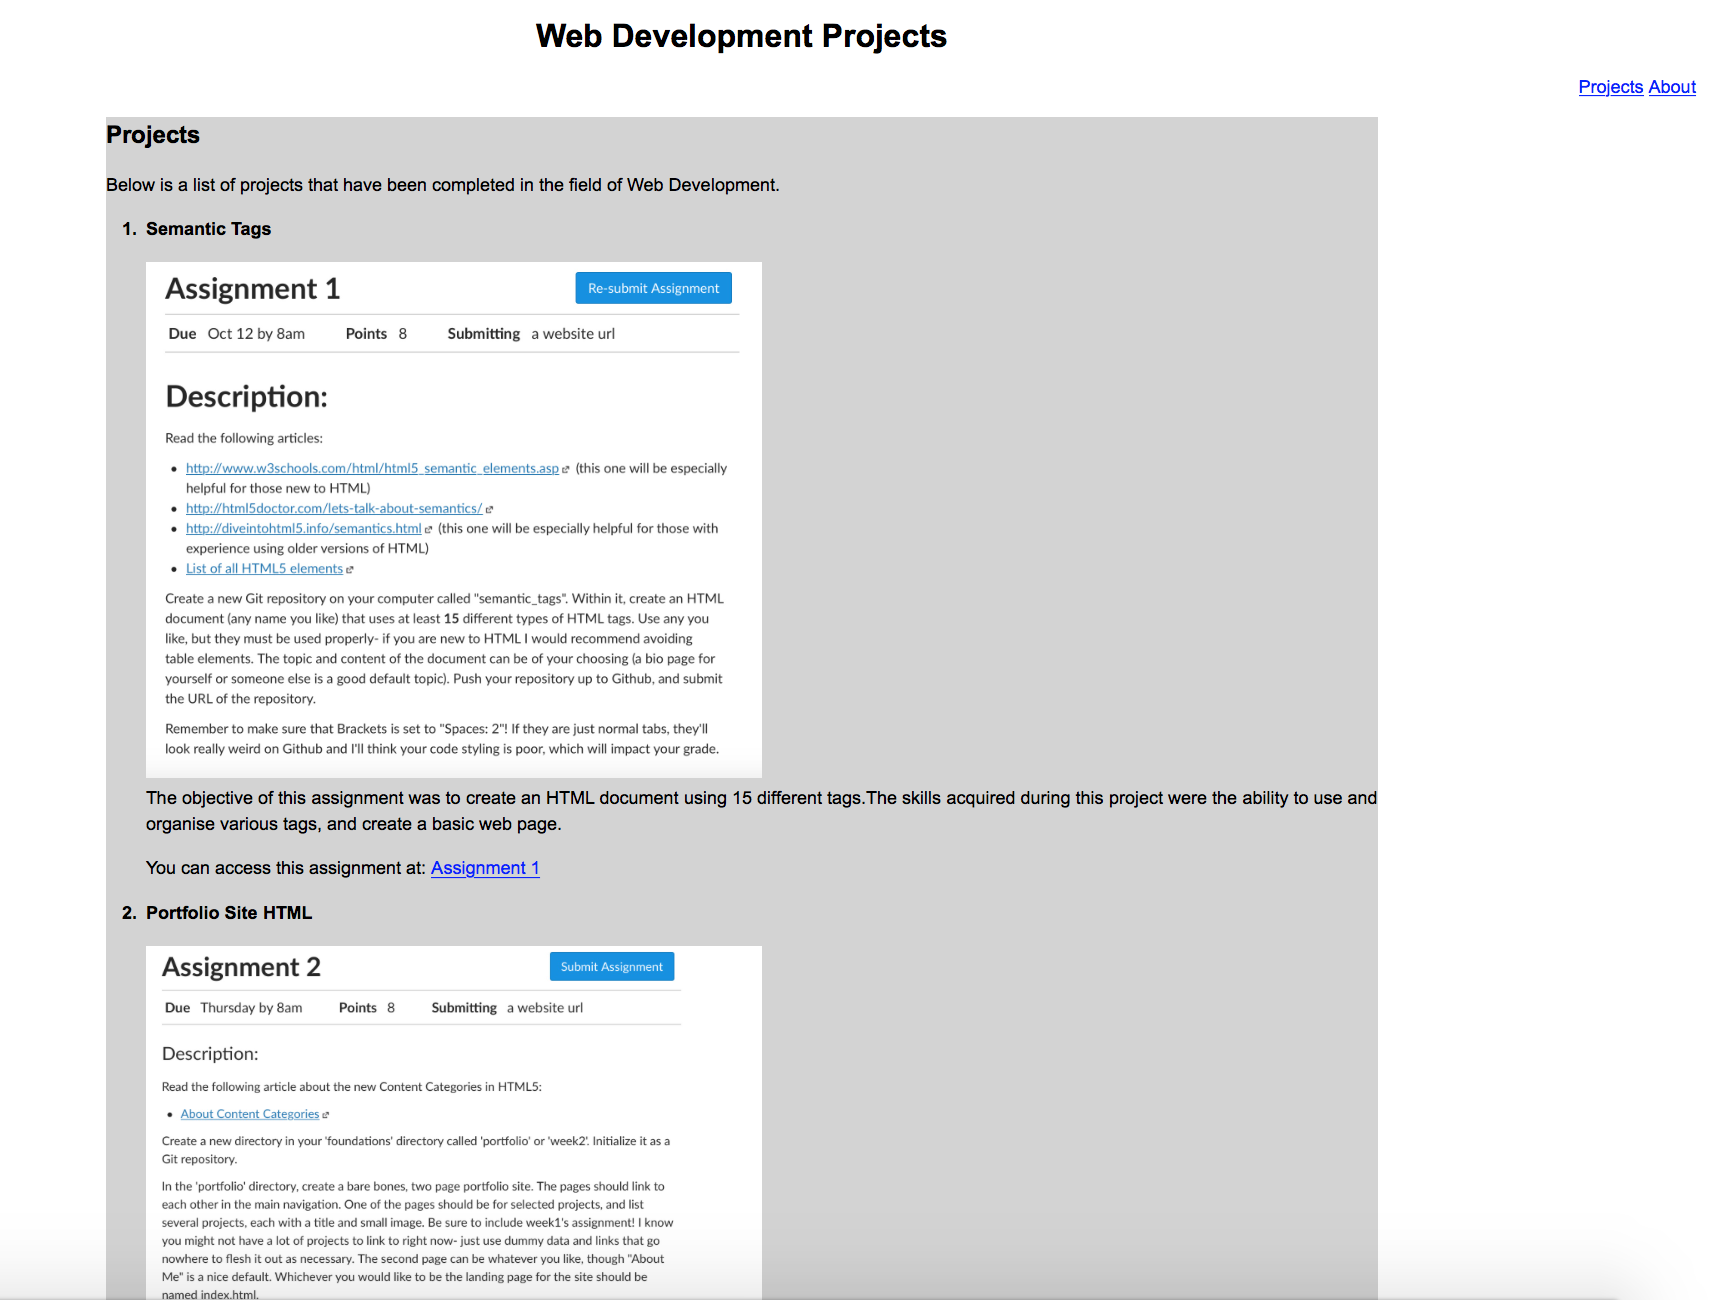 Web Development Projects
Projects About
Projects
Below is a list of projects that have been completed in the field of Web Development.
1. Semantic Tags
Assignment 1
Re-submit Assignment
Due Oct 12 by 8am Points 8 Submitting a website url
Description:
Read the following articles:
• http://www.w3schools.com/html/html5_semantic_elements.asp (this one will be especially
helpful for those new to HTML)
• http://html5doctor.com/lets-talk-about-semantics/
• http://diveintohtml5.info/semantics.html (this one will be especially helpful for those with
experience using older versions of HTML)
• List of all HTML5 elements
Create a new Git repository on your computer called "semantic_tags". Within it, create an HTML
document (any name you like) that uses at least 15 different types of HTML tags. Use any you
like, but they must be used properly- if you are new to HTML I would recommend avoiding
table elements. The topic and content of the document can be of your choosing (a bio page for
yourself or someone else is a good default topic). Push your repository up to Github, and submit
the URL of the repository.
Remember to make sure that Brackets is set to "Spaces: 2"! If they are just normal tabs, they'll
look really weird on Github and I'll think your code styling is poor, which will impact your grade.
The objective of this assignment was to create an HTML document using 15 different tags.The skills acquired during this project were the ability to use and
organise various tags, and create a basic web page.
You can access this assignment at: Assignment 1
2. Portfolio Site HTML
Assignment 2
Submit Assignment
Due Thursday by 8am Points 8 Submitting a website url
Description:
Read the following article about the new Content Categories in HTML5:
• About Content Categories
Create a new directory in your 'foundations' directory called 'portfolio' or 'week2'. Initialize it as a
Git repository.
In the 'portfolio' directory, create a bare bones, two page portfolio site. The pages should link to
each other in the main navigation. One of the pages should be for selected projects, and list
several projects, each with a title and small image. Be sure to include week1's assignment! I know
you might not have a lot of projects to link to right now- just use dummy data and links that go
nowhere to flesh it out as necessary. The second page can be whatever you like, though "About
Me" is a nice default. Whichever you would like to be the landing page for the site should be
named index.html.